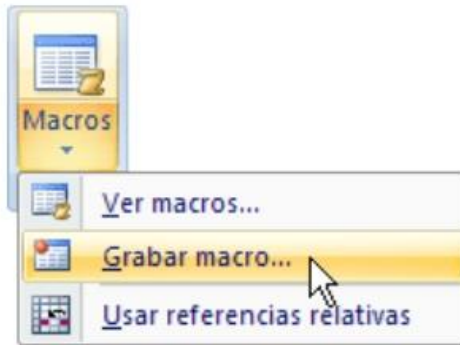 Macros
Ver macros...
Grabar macro...
Usar referencias relativas